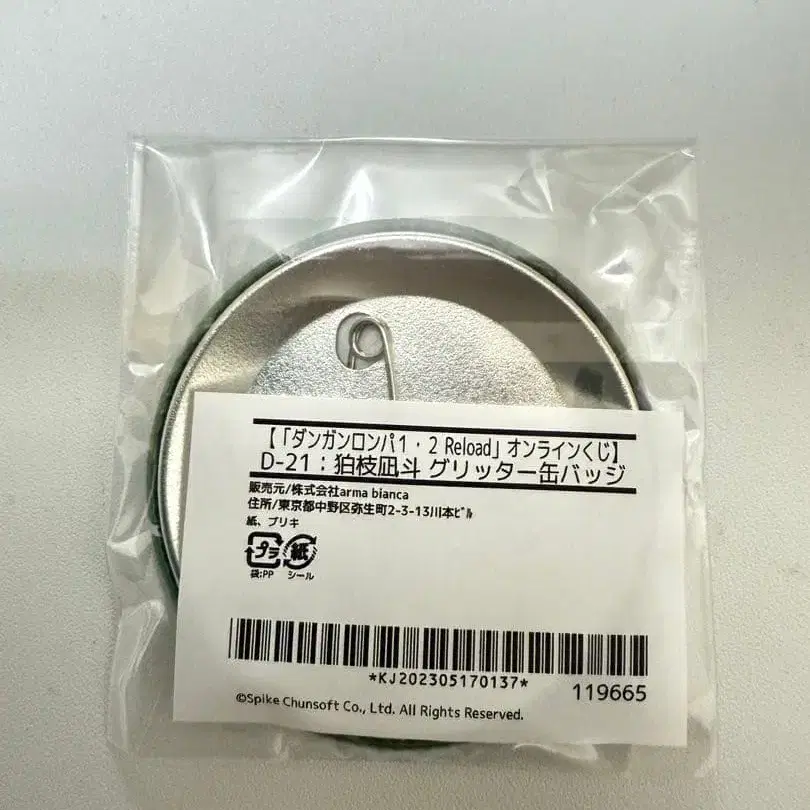 【「ダンガンロンパ1・2 Reload」オンラインくじ】
D-21：狛枝凪斗 グリッター缶バッジ
販売元/株式会社arma bianca
住所/東京都中野区弥生町2-3-13川本ﾋﾞﾙ
紙、ブリキ
プラ 紙
袋:PP シール
*KJ202305170137* 119665
©Spike Chunsoft Co., Ltd. All Rights Reserved.